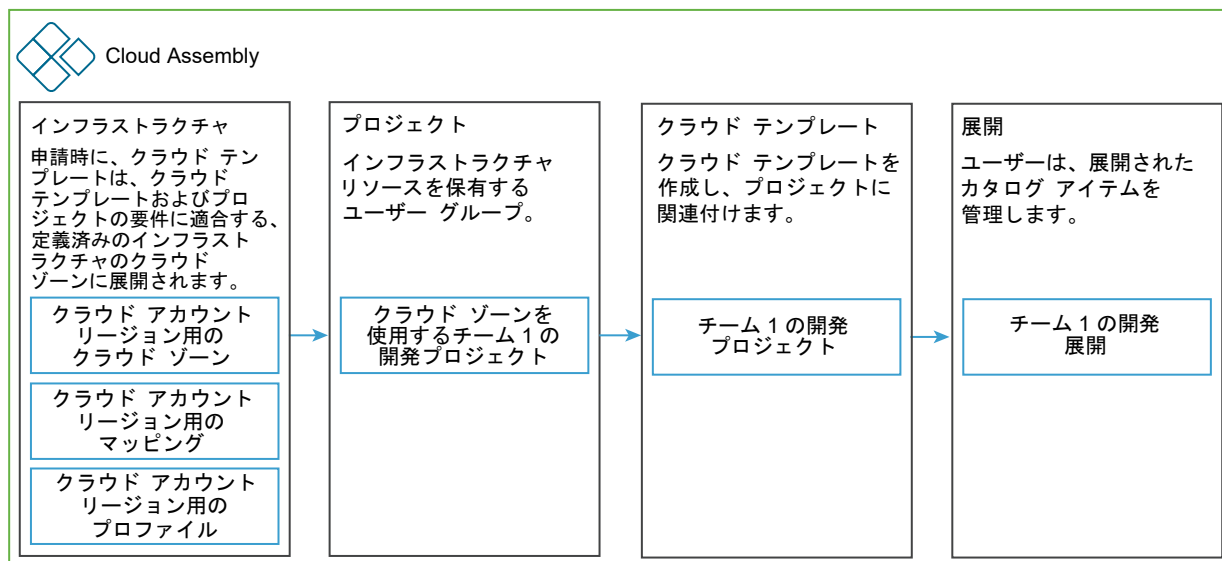 Cloud Assembly
インフラストラクチャ
申請時に、クラウド テン
プレートは、クラウド
テンプレートおよびプロ
ジェクトの要件に適合する、
定義済みのインフラスト
ラクチャのクラウド
ゾーンに展開されます。
クラウド アカウント
リージョン用の
クラウド ゾーン
クラウド アカウント
リージョン用の
マッピング
クラウド アカウント
リージョン用の
プロファイル
プロジェクト
インフラストラクチャ
リソースを保有する
ユーザー グループ。
クラウド ゾーンを
使用するチーム 1 の
開発プロジェクト
クラウド テンプレート
クラウド テンプレートを
作成し、プロジェクトに
関連付けます。
チーム 1 の開発
プロジェクト
展開
ユーザーは、展開された
カタログ アイテムを
管理します。
チーム 1 の開発
展開